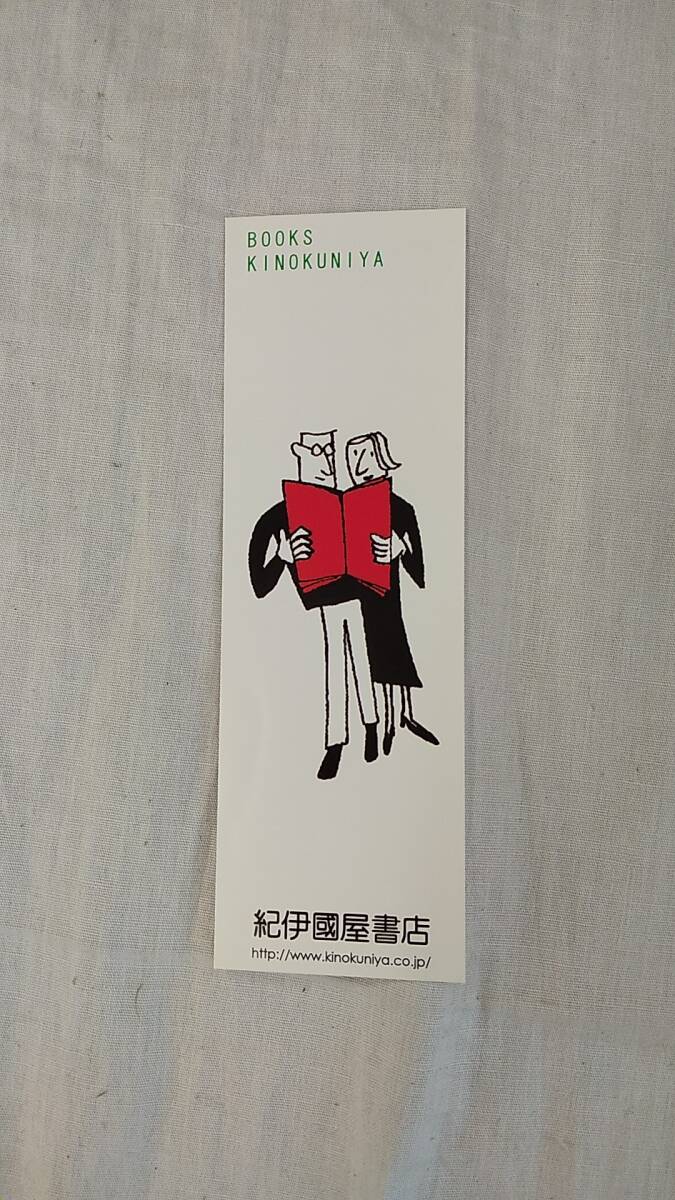 BOOKS
KINOKUNIYA
紀伊國屋書店
http://www.kinokuniya.co.jp/